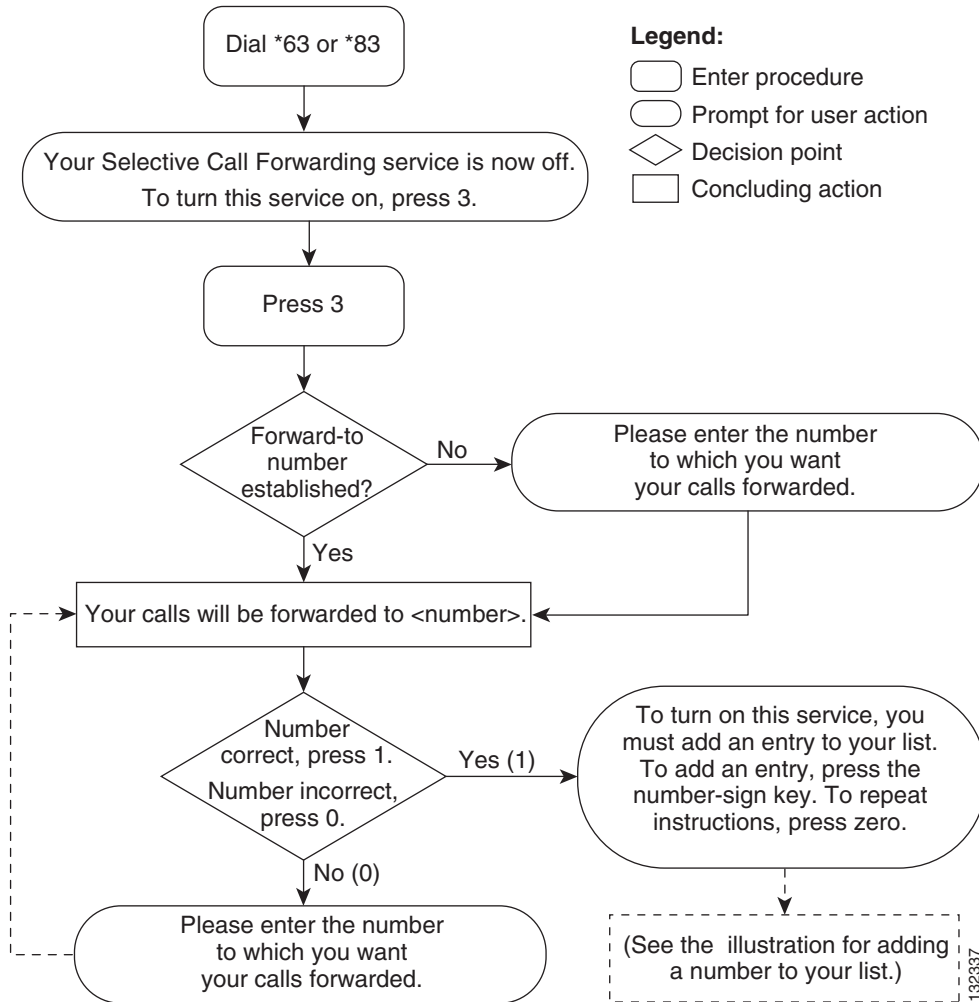 Dial *63 or *83
Legend:
Enter procedure
Prompt for user action
Decision point
Concluding action
Your Selective Call Forwarding service is now off.
To turn this service on, press 3.
Press 3
Forward-to
number
established?
No
Please enter the number
to which you want
your calls forwarded.
Yes
Your calls will be forwarded to <number>.
Number
correct, press 1.
Number incorrect,
press 0.
Yes (1)
To turn on this service, you
must add an entry to your list.
To add an entry, press the
number-sign key. To repeat
instructions, press zero.
No (0)
Please enter the number
to which you want
your calls forwarded.
(See the illustration for adding
a number to your list.)
132337